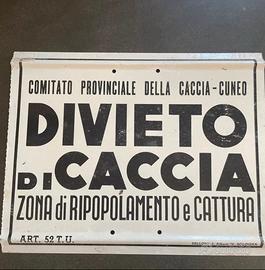 COMITATO PROVINCIALE DELLA CACCIA-CUNEO
DIVIETO
DI CACCIA
ZONA di RIPOPOLAMENTO e CATTURA
ART. 52 T.U.